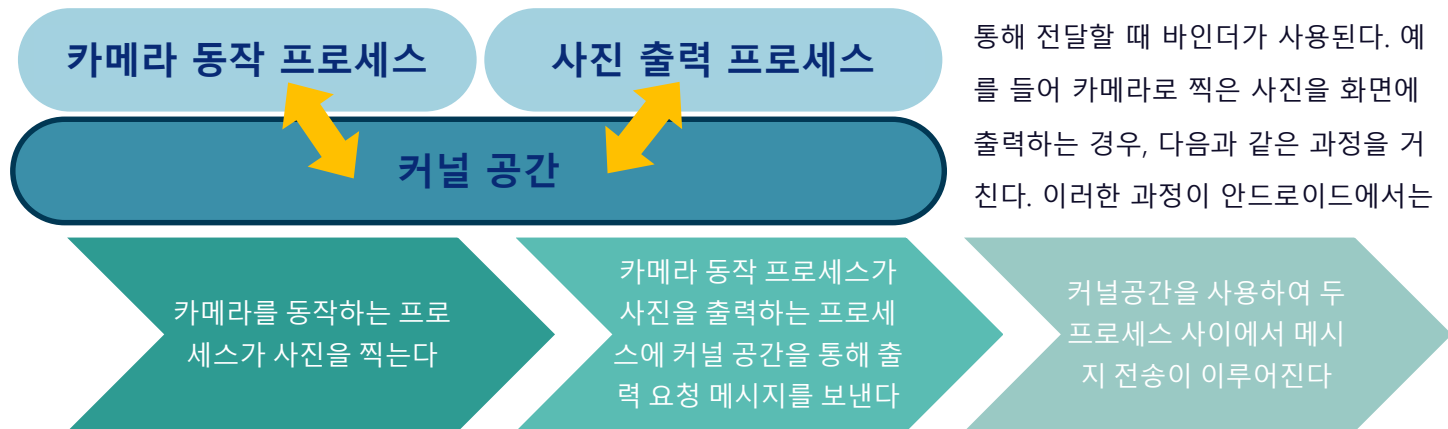 카메라 동작 프로세스
사진 출력 프로세스
커널 공간
통해 전달할 때 바인더가 사용된다. 예
를 들어 카메라로 찍은 사진을 화면에
출력하는 경우, 다음과 같은 과정을 거
친다. 이러한 과정이 안드로이드에서는
카메라를 동작하는 프로
세스가 사진을 찍는다
카메라 동작 프로세스가
사진을 출력하는 프로세
스에 커널 공간을 통해 출
력 요청 메시지를 보낸다
커널공간을 사용하여 두
프로세스 사이에서 메시
지 전송이 이루어진다